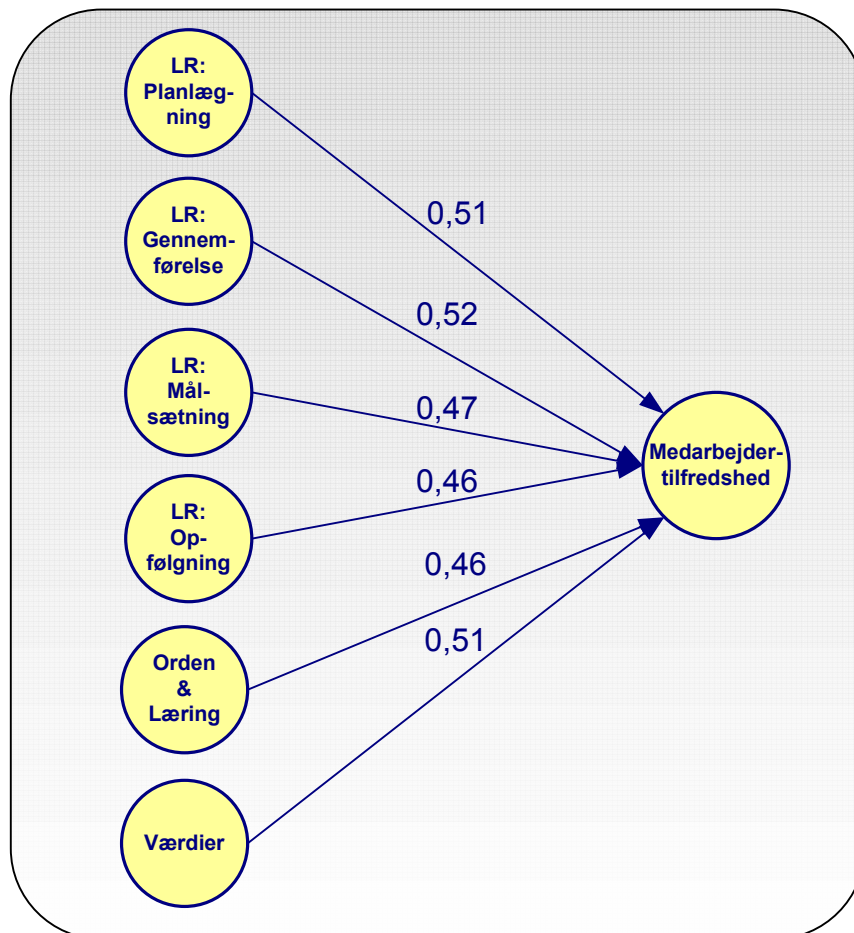 LR:
Planlæg-
ning
0,51
LR:
Gennem-
førelse
0,52
LR:
Mål-
sætning
0,47
Medarbejder-
tilfredshed
LR:
Op-
følgning
0,46
0,46
Orden
&
Læring
0,51
Værdier